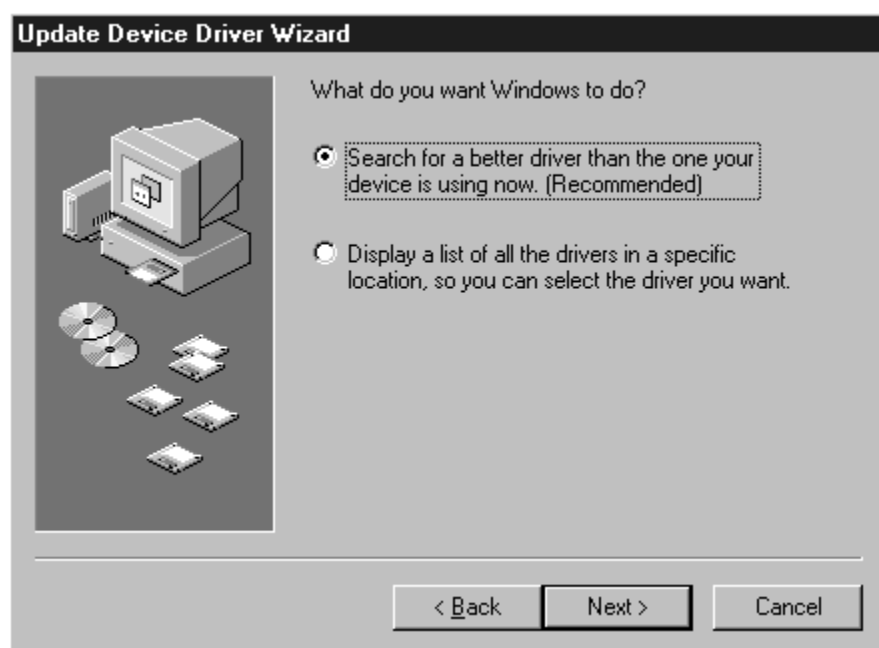 Update Device Driver Wizard
What do you want Windows to do?
Search for a better driver than the one your
device is using now. (Recommended)
Display a list of all the drivers in a specific
location, so you can select the driver you want.
< Back
Next >
Cancel